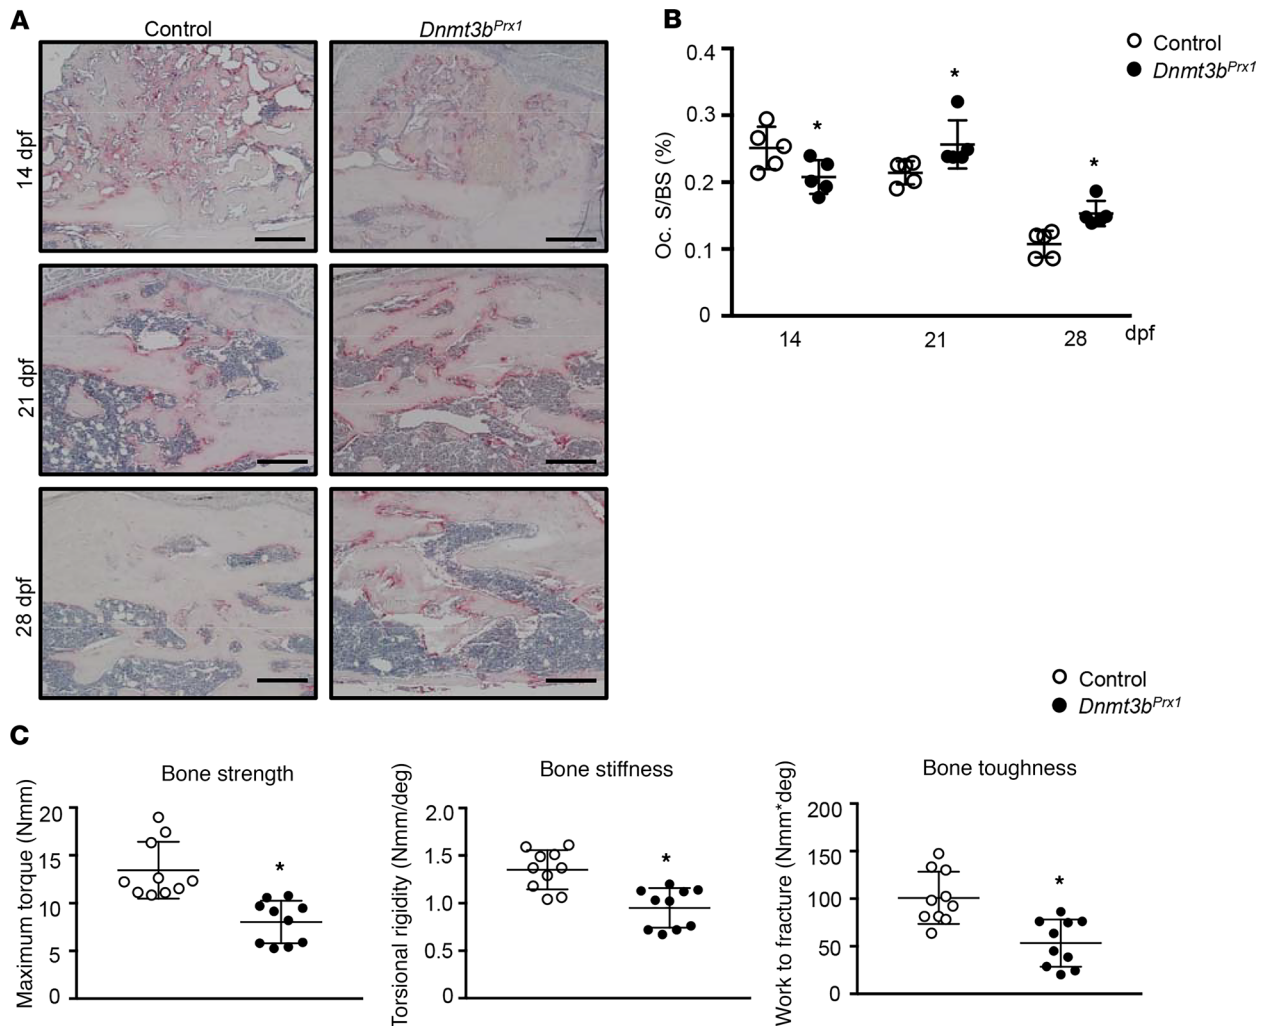 A
Control
Dnmt3bPrx1
14 dpf
21 dpf
28 dpf
B
Control
Dnmt3bPrx1
Oc. S/BS (%)
0.4
0.3
0.2
0.1
0
*
*
*
14
21
28
dpf
Control
Dnmt3bPrx1
C
Bone strength
Maximum torque (Nmm)
20
15
10
5
0
*
Bone stiffness
Torsional rigidity (Nmm/deg)
2.0
1.5
1.0
0.5
0
*
Bone toughness
Work to fracture (Nmm*deg)
200
150
100
50
0
*